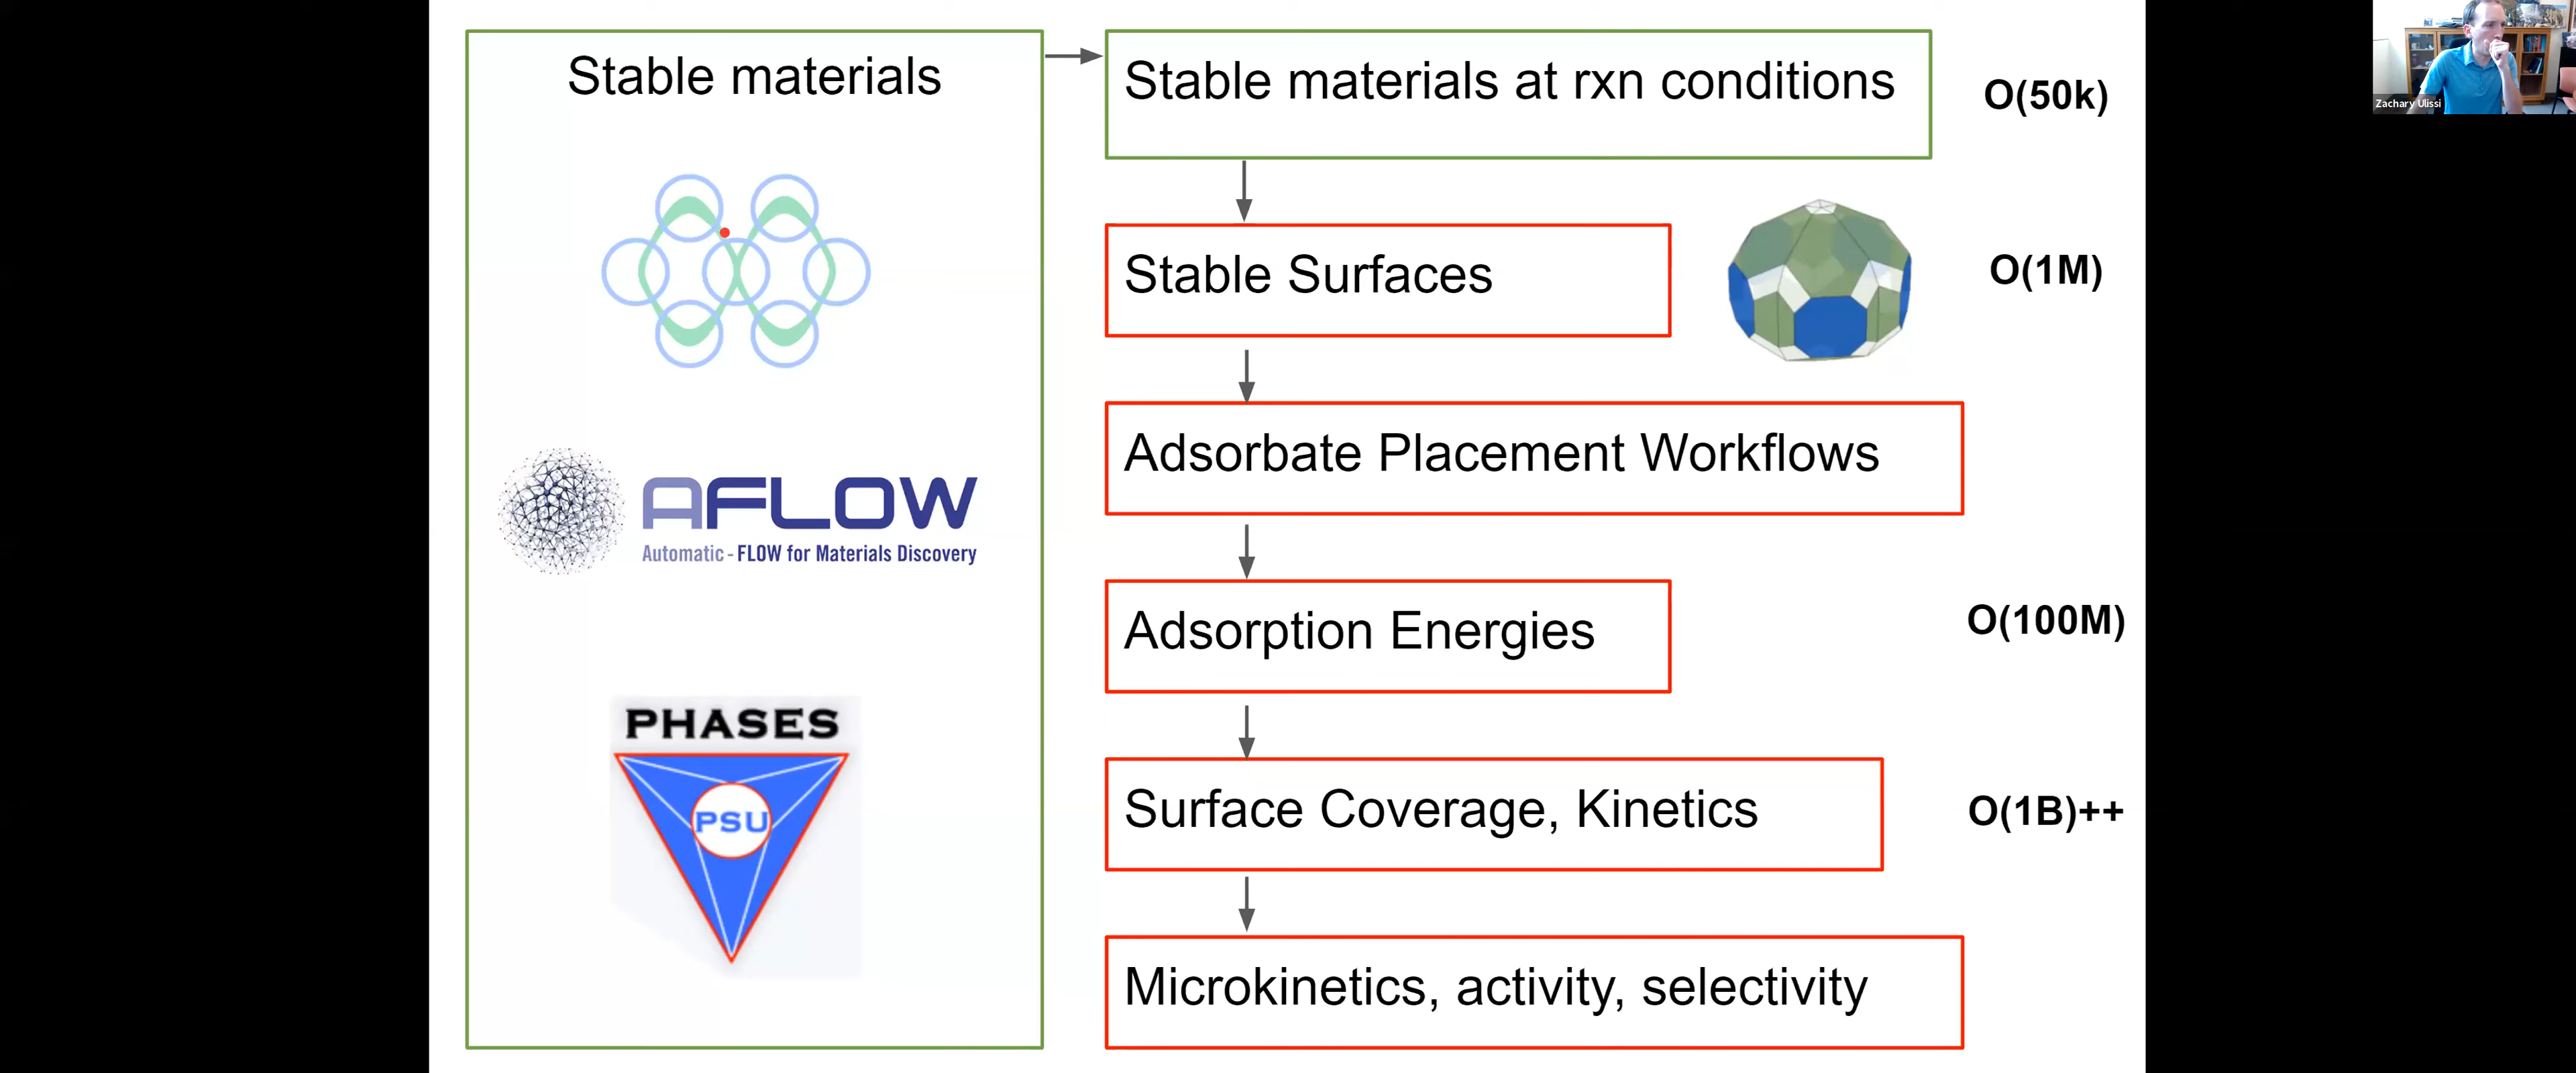 Stable materials
AFLOW
Automatic - FLOW for Materials Discovery
PHASES
PSU
Stable materials at rxn conditions
O(50k)
Stable Surfaces
O(1M)
Adsorbate Placement Workflows
Adsorption Energies
O(100M)
Surface Coverage, Kinetics
O(1B)++
Microkinetics, activity, selectivity
Zachary Ulissi